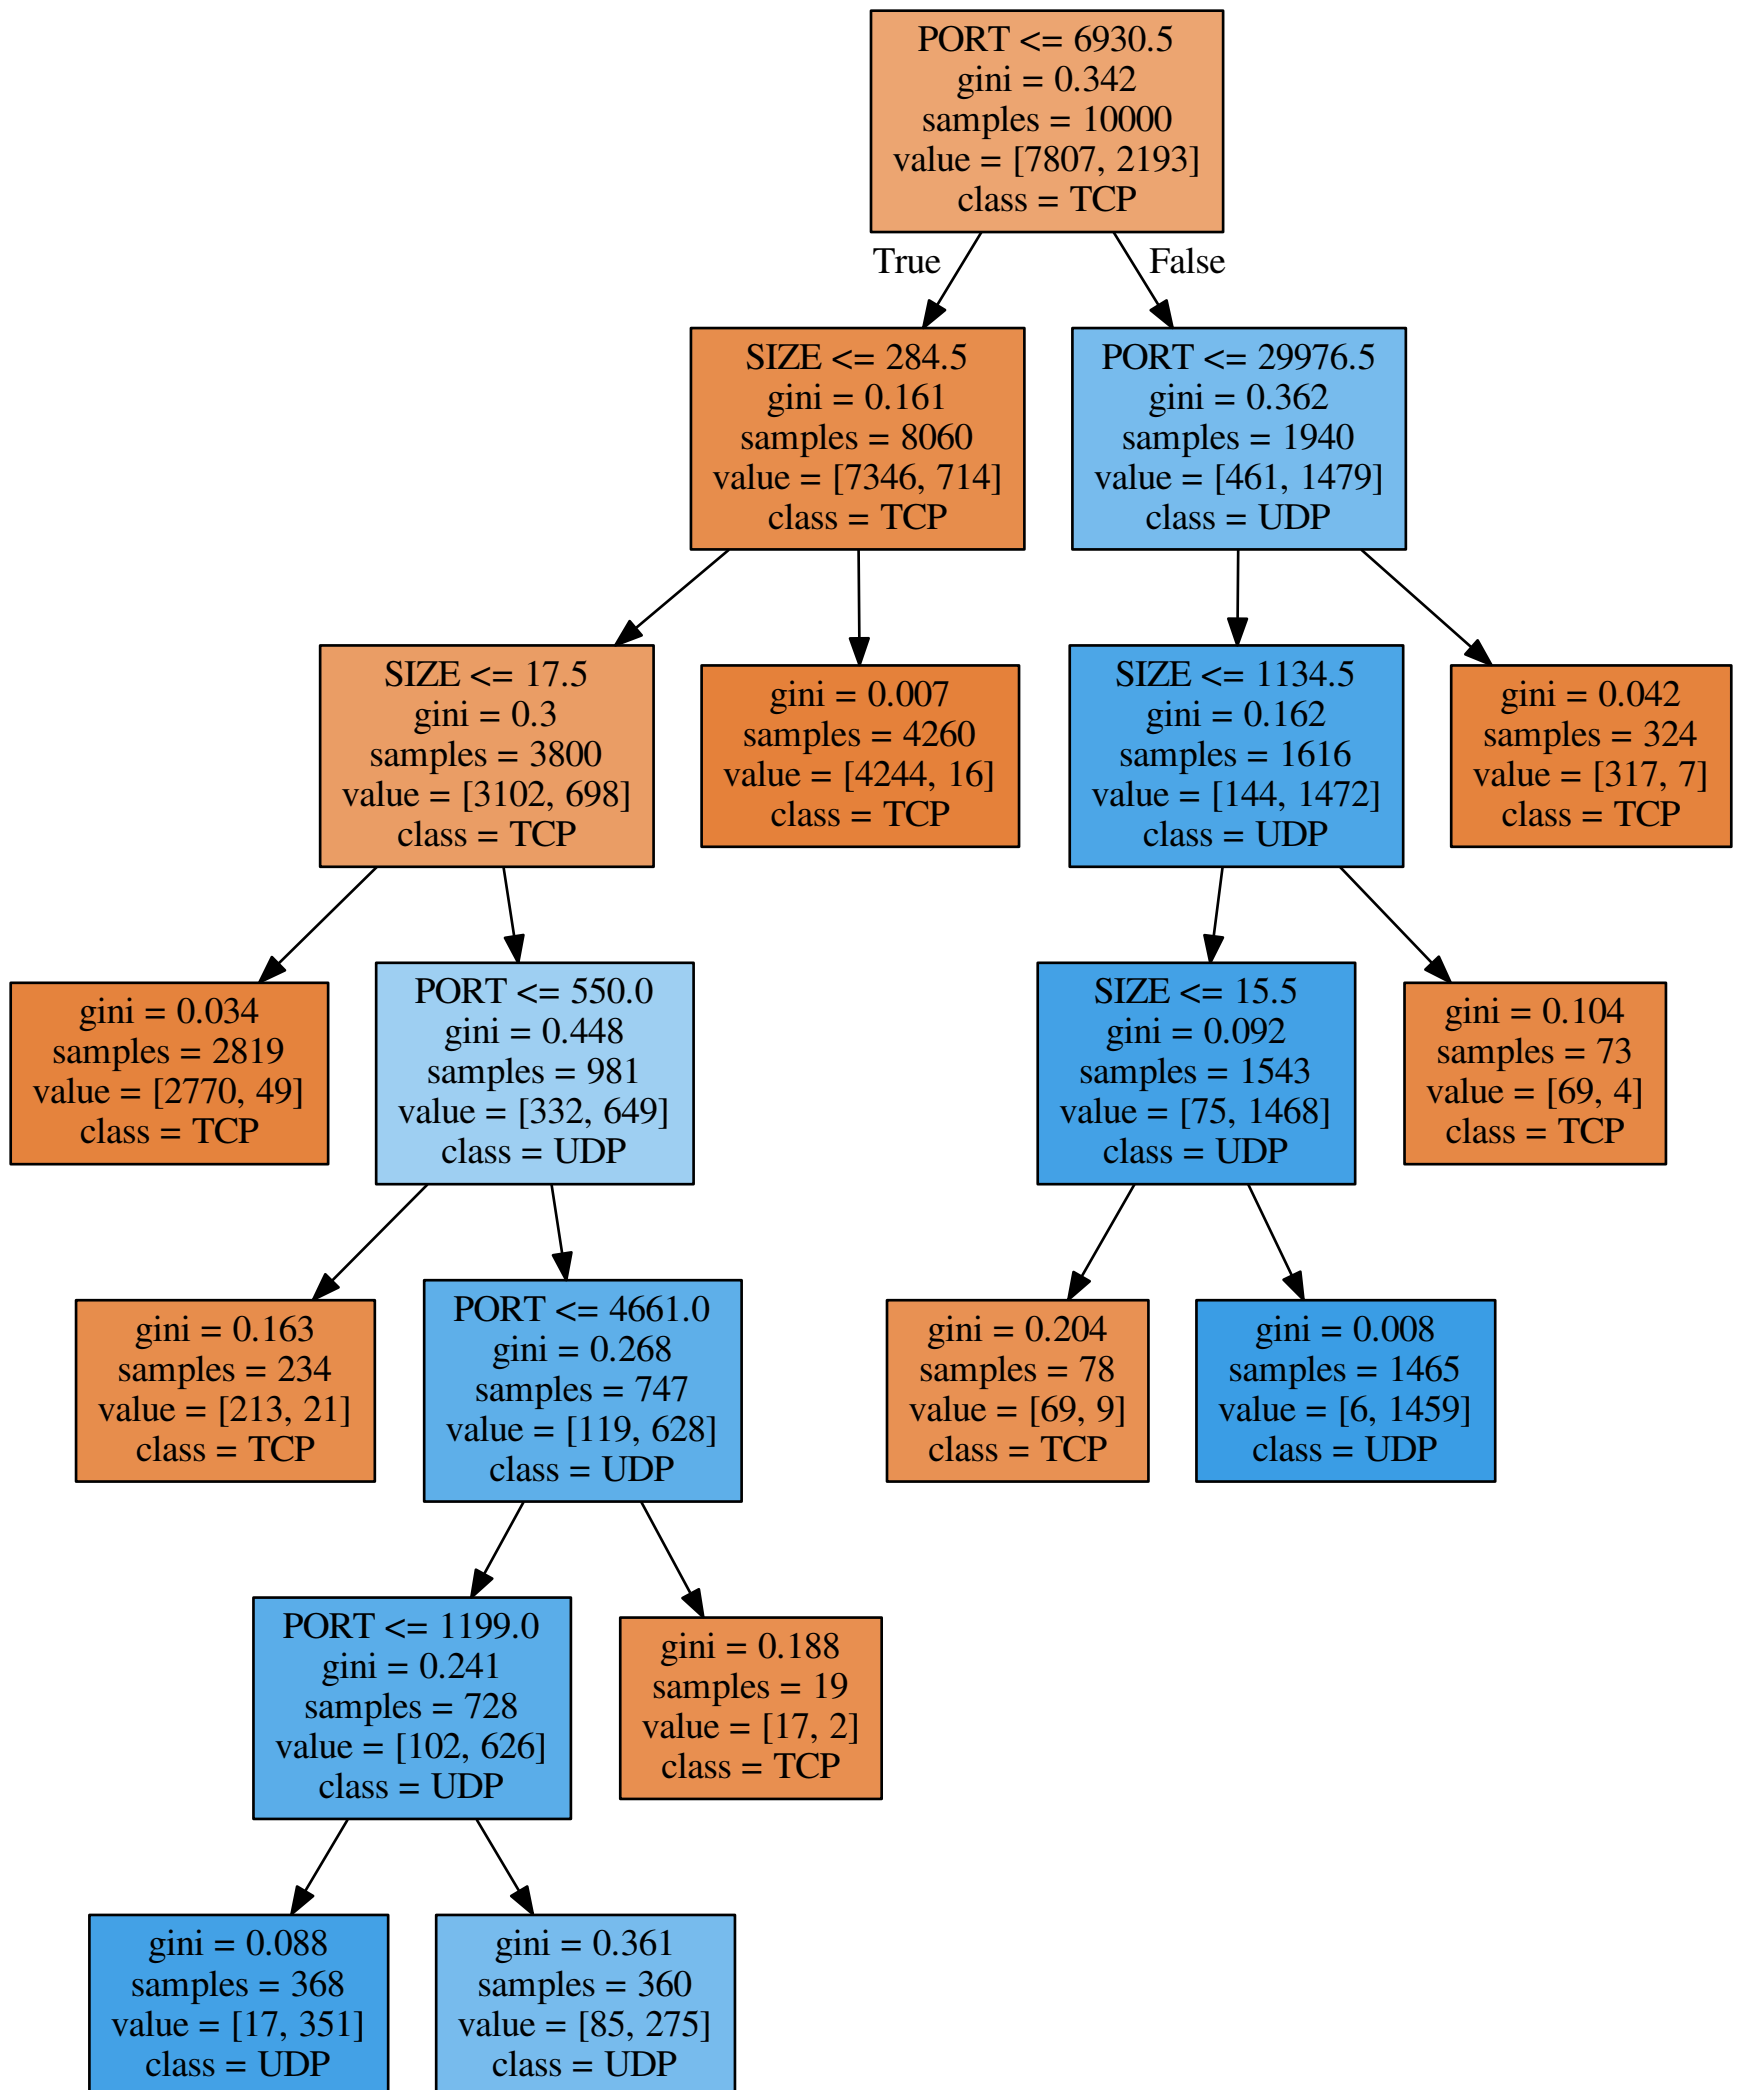 PORT <= 6930.5
gini = 0.342
samples = 10000
value = [7807, 2193]
class = TCP
True
False
SIZE <= 284.5
gini = 0.161
samples = 8060
value = [7346, 714]
class = TCP
PORT <= 29976.5
gini = 0.362
samples = 1940
value = [461, 1479]
class = UDP
SIZE <= 17.5
gini = 0.3
samples = 3800
value = [3102, 698]
class = TCP
gini = 0.007
samples = 4260
value = [4244, 16]
class = TCP
SIZE <= 1134.5
gini = 0.162
samples = 1616
value = [144, 1472]
class = UDP
gini = 0.042
samples = 324
value = [317, 7]
class = TCP
gini = 0.034
samples = 2819
value = [2770, 49]
class = TCP
PORT <= 550.0
gini = 0.448
samples = 981
value = [332, 649]
class = UDP
SIZE <= 15.5
gini = 0.092
samples = 1543
value = [75, 1468]
class = UDP
gini = 0.104
samples = 73
value = [69, 4]
class = TCP
gini = 0.163
samples = 234
value = [213, 21]
class = TCP
PORT <= 4661.0
gini = 0.268
samples = 747
value = [119, 628]
class = UDP
gini = 0.204
samples = 78
value = [69, 9]
class = TCP
gini = 0.008
samples = 1465
value = [6, 1459]
class = UDP
PORT <= 1199.0
gini = 0.241
samples = 728
value = [102, 626]
class = UDP
gini = 0.188
samples = 19
value = [17, 2]
class = TCP
gini = 0.088
samples = 368
value = [17, 351]
class = UDP
gini = 0.361
samples = 360
value = [85, 275]
class = UDP